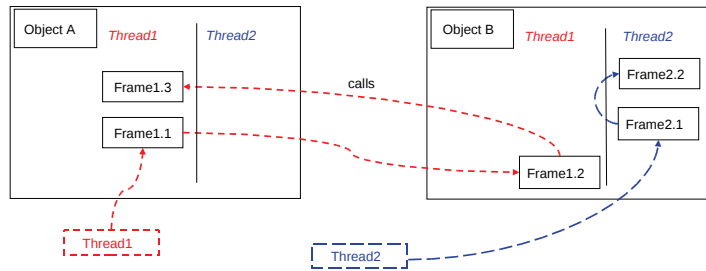 Object A
Thread1
Thread2
Frame1.3
Frame1.1
Thread1
calls
Object B
Thread1
Thread2
Frame2.2
Frame2.1
Frame1.2
Thread2